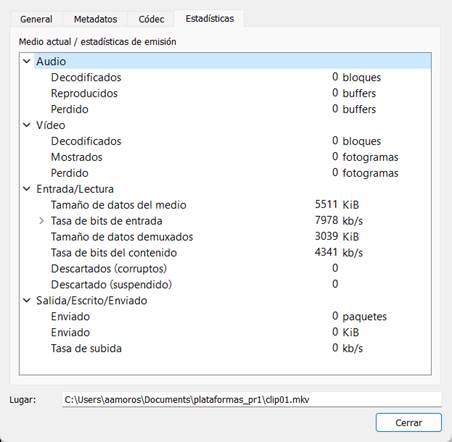 General Metadatos Códec Estadísticas
Medio actual / estadísticas de emisión
Audio
Decodificados 0 bloques
Reproducidos 0 buffers
Perdido 0 buffers
Vídeo
Decodificados 0 bloques
Mostrados 0 fotogramas
Perdido 0 fotogramas
Entrada/Lectura
Tamaño de datos del medio 5511 KiB
Tasa de bits de entrada 7978 kb/s
Tamaño de datos demuxados 3039 KiB
Tasa de bits del contenido 4341 kb/s
Descartados (corruptos) 0
Descartado (suspendido) 0
Salida/Escrito/Enviado
Enviado 0 paquetes
Enviado 0 KiB
Tasa de subida 0 kb/s
Lugar: C:\Users\aamoros\Documents\plataformas_pr1\clip01.mkv
Cerrar